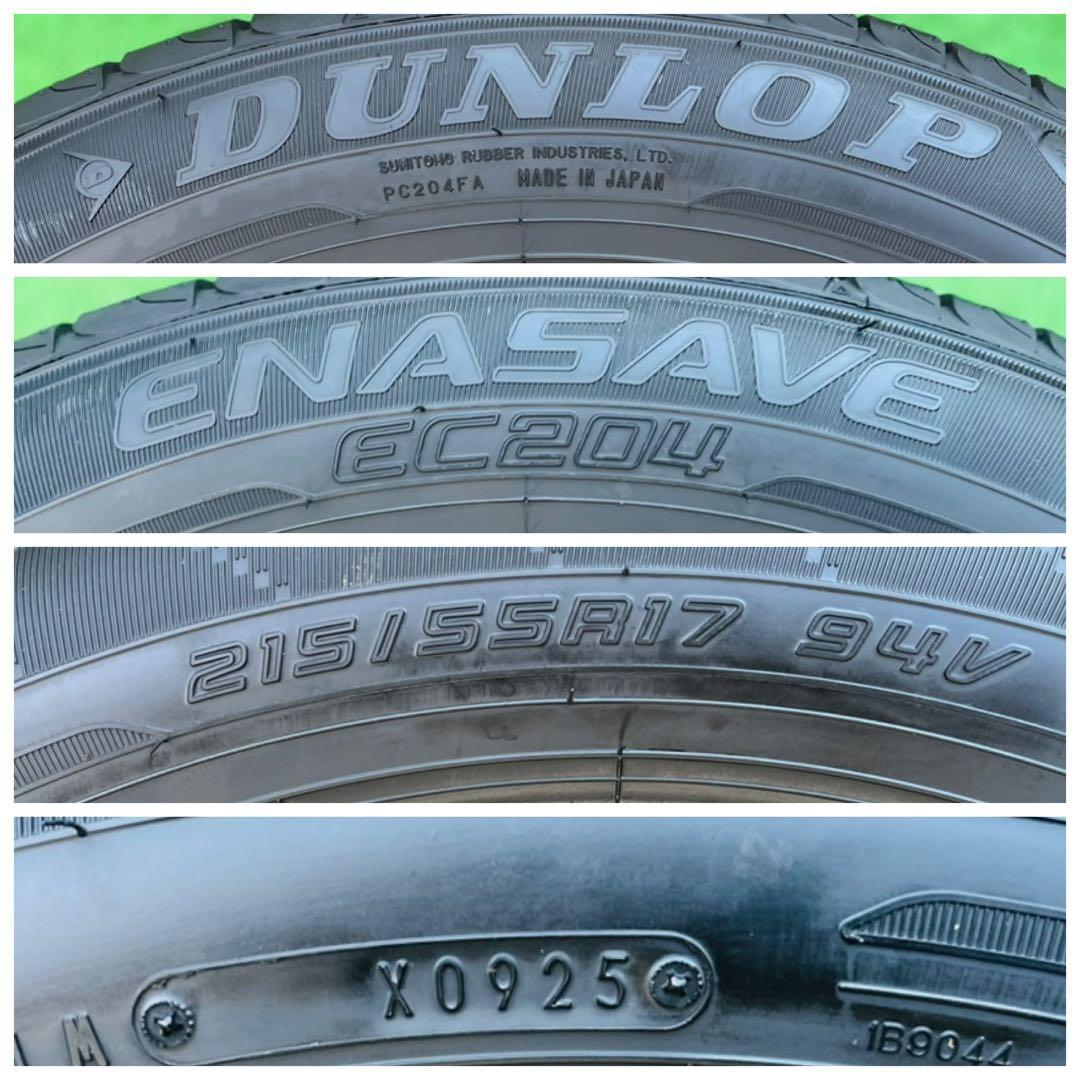 D DUNLOP
SUMITOMO RUBBER INDUSTRIES, LTD.
PC204FA MADE IN JAPAN
ENASAVE
EC204
215/55R17 94V
M X0925
1B9044